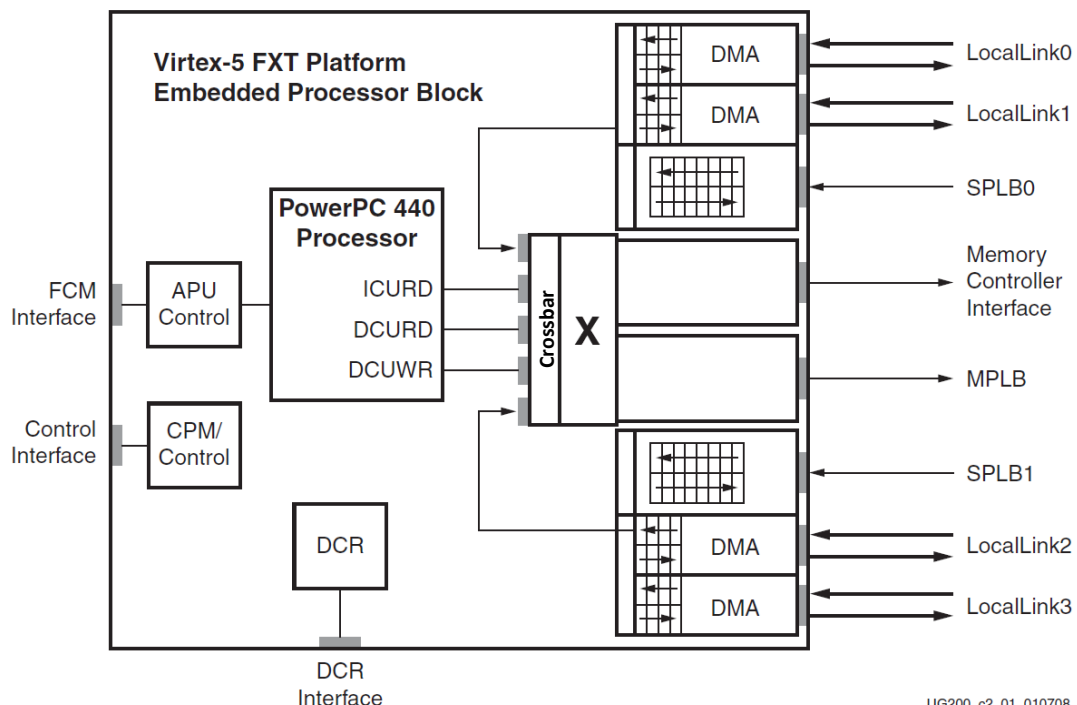 Virtex-5 FXT Platform
Embedded Processor Block
DMA
LocalLink0
DMA
LocalLink1
SPLB0
PowerPC 440
Processor
ICURD
DCURD
DCUWR
FCM
Interface
APU
Control
Crossbar
X
Memory
Controller
Interface
MPLB
Control
Interface
CPM/
Control
SPLB1
DCR
DMA
LocalLink2
DMA
LocalLink3
DCR
Interface
UG200_c2_01_010708